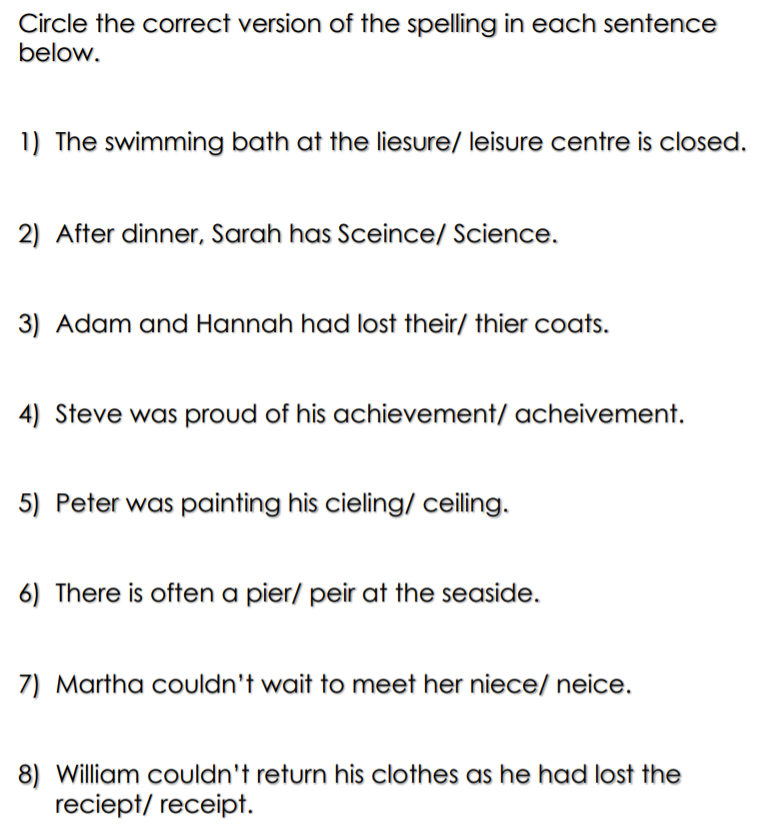 Circle the correct version of the spelling in each sentence
below.
1) The swimming bath at the liesure/ leisure centre is closed.
2) After dinner, Sarah has Sceince/ Science.
3) Adam and Hannah had lost their/ thier coats.
4) Steve was proud of his achievement/ acheivement.
5) Peter was painting his cieling/ ceiling.
6) There is often a pier/ peir at the seaside.
7) Martha couldn't wait to meet her niece/ neice.
8) William couldn't return his clothes as he had lost the
reciept/ receipt.